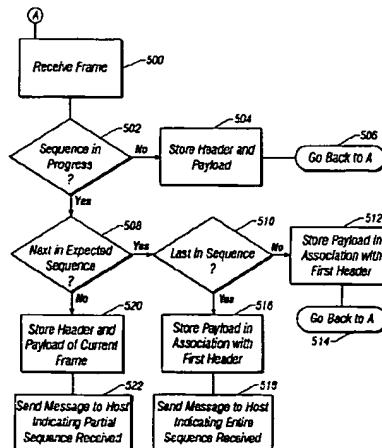 A
Receive Frame
500
502
Sequence in
Progress
?
No
Yes
504
Store Header and
Payload
506
Go Back to A
508
Next in Expected
Sequence
?
Yes
No
510
Last in Sequence
?
No
Yes
512
Store Payload in
Association with
First Header
Go Back to A
514
520
Store Header and
Payload of Current
Frame
516
Store Payload in
Association with
First Header
522
Send Message to Host
Indicating Partial
Sequence Received
518
Send Message to Host
Indicating Entire
Sequence Received